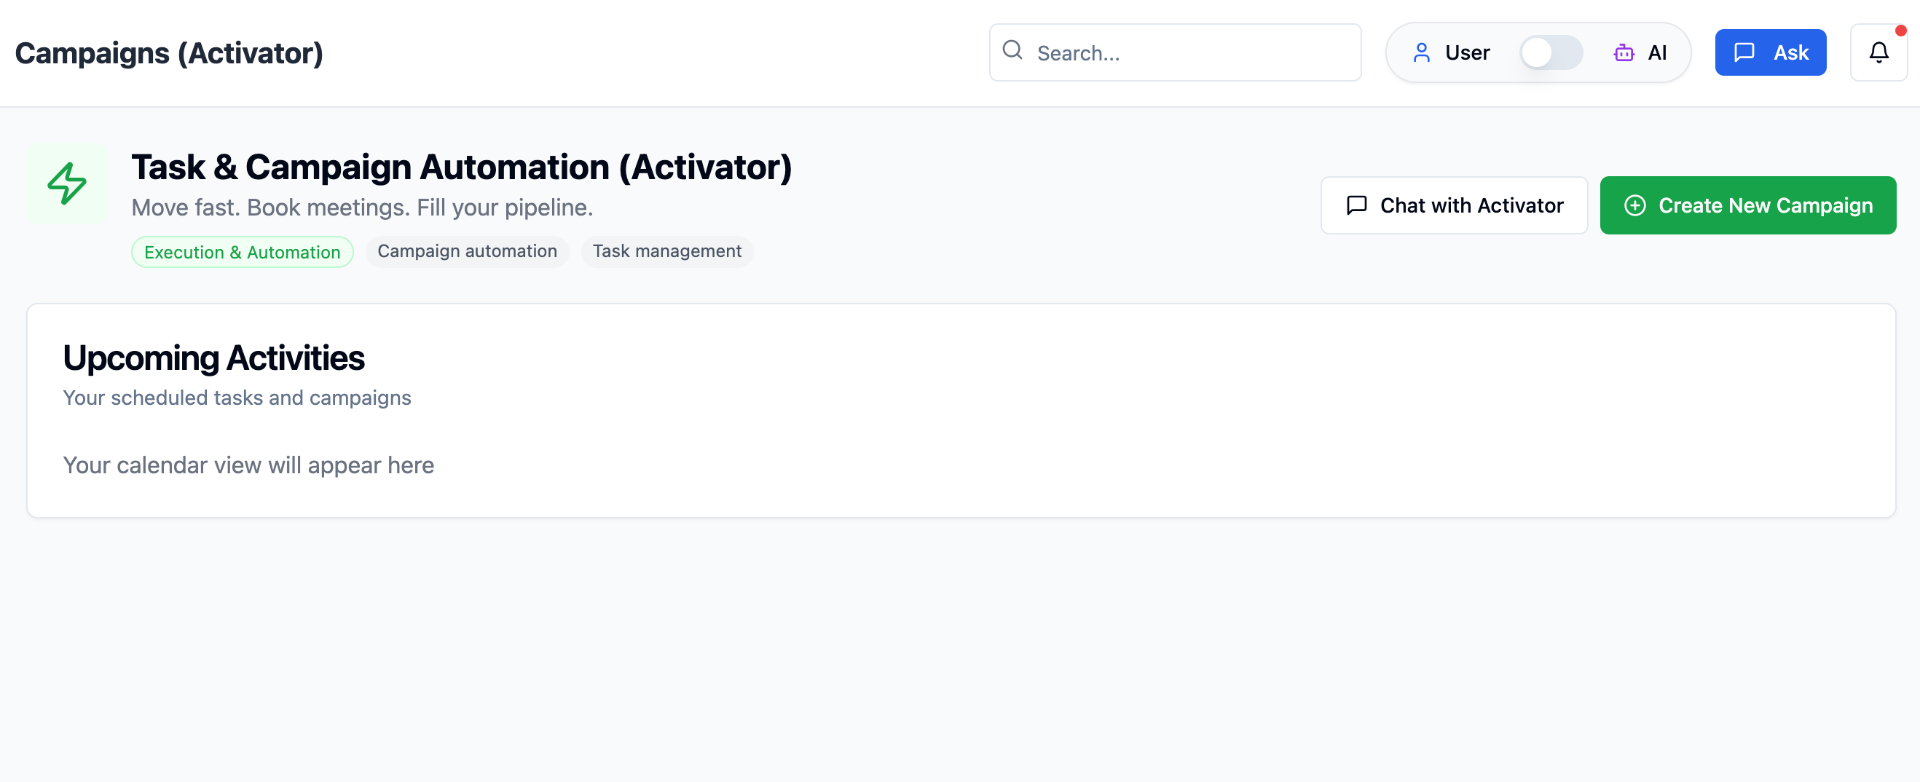 Campaigns (Activator)
Search...
User
AI
Ask
Task & Campaign Automation (Activator)
Move fast. Book meetings. Fill your pipeline.
Execution & Automation
Campaign automation
Task management
Chat with Activator
Create New Campaign
Upcoming Activities
Your scheduled tasks and campaigns
Your calendar view will appear here